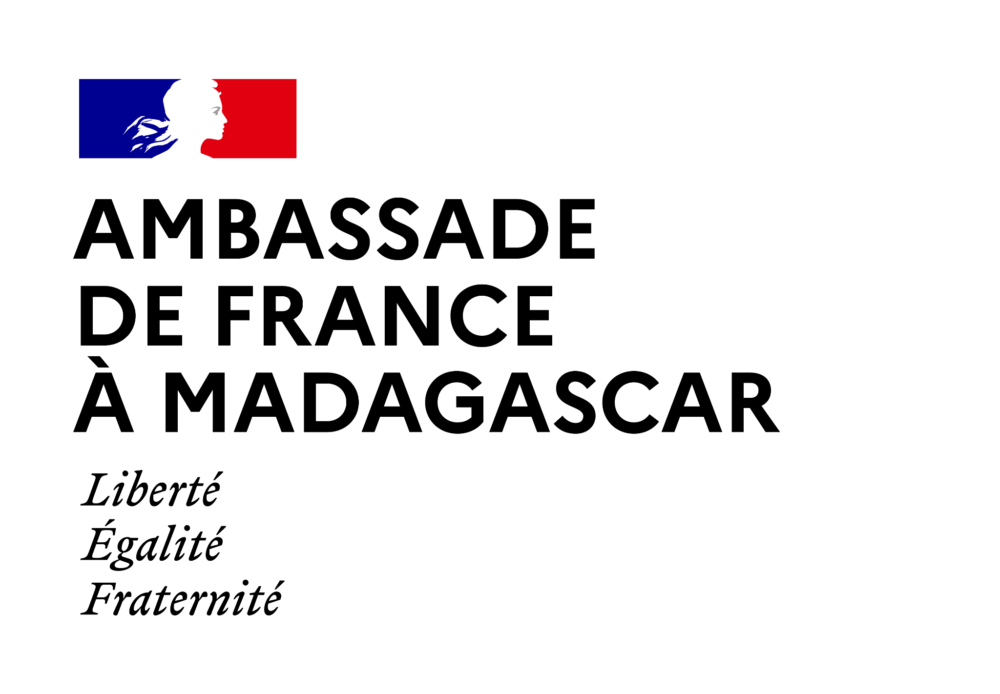 AMBASSADE
DE FRANCE
À MADAGASCAR
Liberté
Égalité
Fraternité